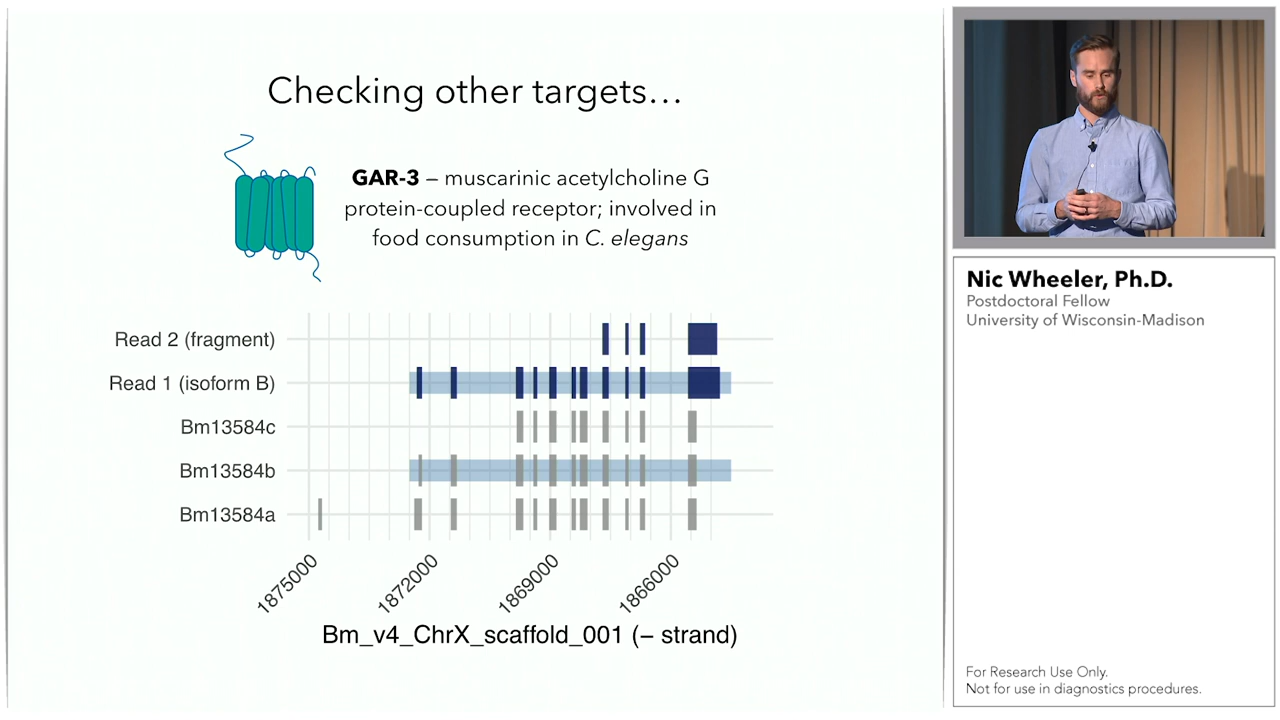 Checking other targets...
GAR-3 – muscarinic acetylcholine G
protein-coupled receptor; involved in
food consumption in C. elegans
Read 2 (fragment)
Read 1 (isoform B)
Bm13584c
Bm13584b
Bm13584a
1875000
1872000
1869000
1866000
Bm_v4_ChrX_scaffold_001 (− strand)
Nic Wheeler, Ph.D.
Postdoctoral Fellow
University of Wisconsin-Madison
For Research Use Only.
Not for use in diagnostics procedures.